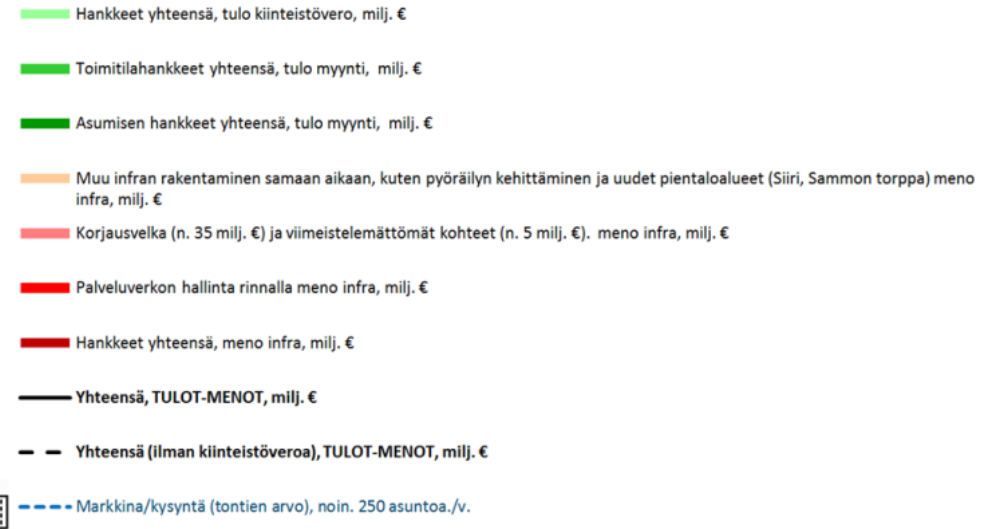 Hankkeet yhteensä, tulo kiinteistövero, milj. €
Toimitilahankkeet yhteensä, tulo myynti, milj. €
Asumisen hankkeet yhteensä, tulo myynti, milj. €
Muu infran rakentaminen samaan aikaan, kuten pyöräilyn kehittäminen ja uudet pientaloalueet (Siiri, Sammon torppa) meno
infra, milj. €
Korjausvelka (n. 35 milj. €) ja viimeistelemättömät kohteet (n. 5 milj. €). meno infra, milj. €
Palveluverkon hallinta rinnalla meno infra, milj. €
Hankkeet yhteensä, meno infra, milj. €
Yhteensä, TULOT-MENOT, milj. €
Yhteensä (ilman kiinteistöveroa), TULOT-MENOT, milj. €
Markkina/kysyntä (tontien arvo), noin. 250 asuntoa./v.